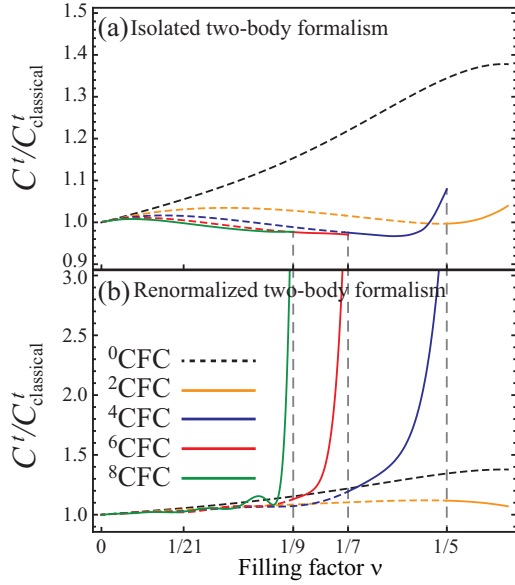 1.5
(a) Isolated two-body formalism
1.4
1.3
1.2
1.1
1.0
0.9
C^t/C^t_classical
3.0
(b) Renormalized two-body formalism
2.5
2.0
1.5
1.0
C^t/C^t_classical
⁰CFC
²CFC
⁴CFC
⁶CFC
⁸CFC
0 1/21 1/9 1/7 1/5
Filling factor ν